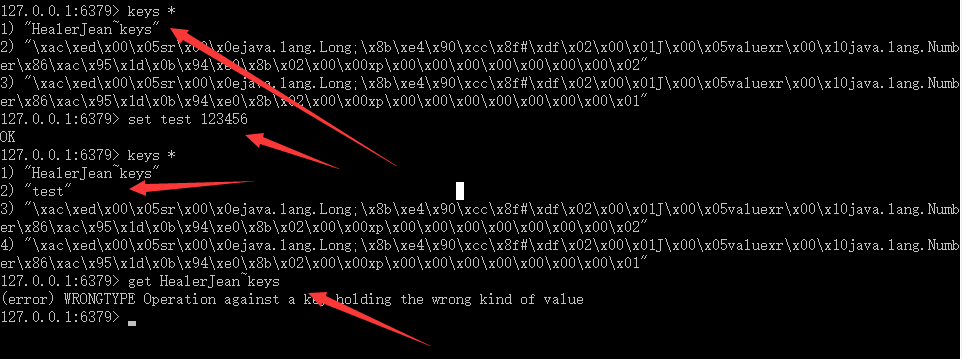 127.0.0.1:6379> keys *
1) "HealerJean~keys"
2) "\xac\xed\x00\x05sr\x00\x0ejava.lang.Long;\x8b\xe4\x90\xcc\x8f#\xdf\x02\x00\x01J\x00\x05valuexr\x00\x10java.lang.Numb
er\x86\xac\x95\x1d\x0b\x94\xe0\x8b\x02\x00\x00xp\x00\x00\x00\x00\x00\x00\x00\x02"
3) "\xac\xed\x00\x05sr\x00\x0ejava.lang.Long;\x8b\xe4\x90\xcc\x8f#\xdf\x02\x00\x01J\x00\x05valuexr\x00\x10java.lang.Numb
er\x86\xac\x95\x1d\x0b\x94\xe0\x8b\x02\x00\x00xp\x00\x00\x00\x00\x00\x00\x00\x01"
127.0.0.1:6379> set test 123456
OK
127.0.0.1:6379> keys *
1) "HealerJean~keys"
2) "test"
3) "\xac\xed\x00\x05sr\x00\x0ejava.lang.Long;\x8b\xe4\x90\xcc\x8f#\xdf\x02\x00\x01J\x00\x05valuexr\x00\x10java.lang.Numb
er\x86\xac\x95\x1d\x0b\x94\xe0\x8b\x02\x00\x00xp\x00\x00\x00\x00\x00\x00\x00\x02"
4) "\xac\xed\x00\x05sr\x00\x0ejava.lang.Long;\x8b\xe4\x90\xcc\x8f#\xdf\x02\x00\x01J\x00\x05valuexr\x00\x10java.lang.Numb
er\x86\xac\x95\x1d\x0b\x94\xe0\x8b\x02\x00\x00xp\x00\x00\x00\x00\x00\x00\x00\x01"
127.0.0.1:6379> get HealerJean~keys
(error) WRONGTYPE Operation against a key holding the wrong kind of value
127.0.0.1:6379>